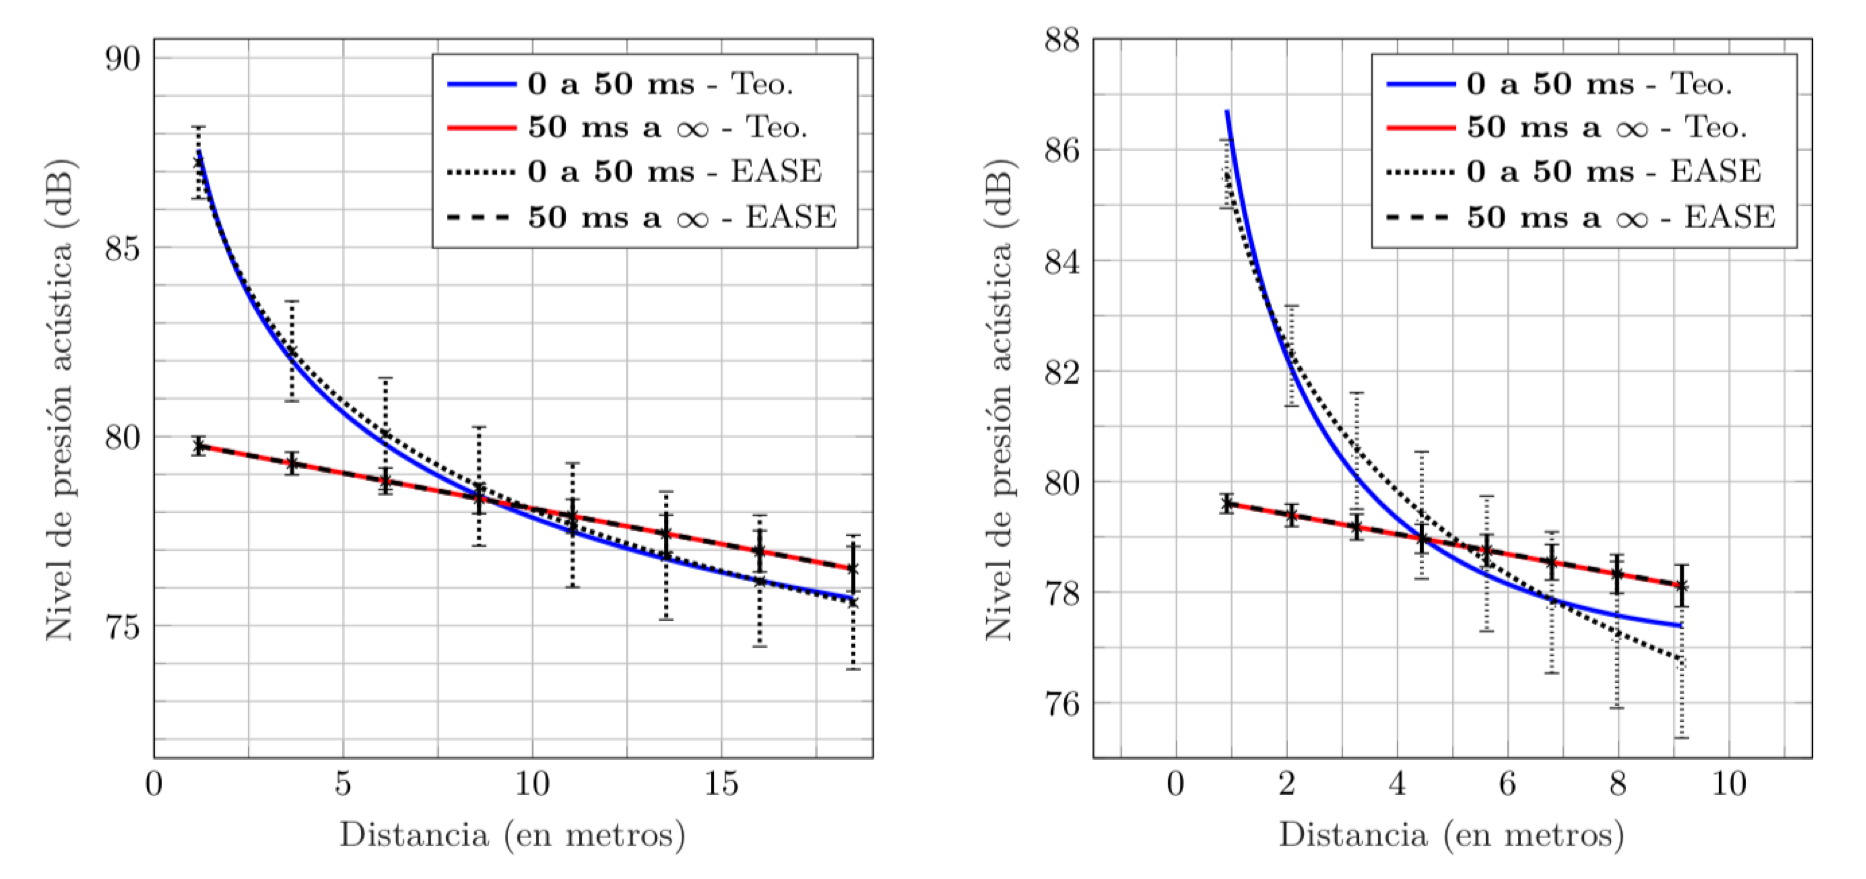 90
85
80
75
0
5
10
15
Nivel de presión acústica (dB)
Distancia (en metros)
0 a 50 ms - Teo.
50 ms a ∞ - Teo.
0 a 50 ms - EASE
50 ms a ∞ - EASE
88
86
84
82
80
78
76
0
2
4
6
8
10
Nivel de presión acústica (dB)
Distancia (en metros)
0 a 50 ms - Teo.
50 ms a ∞ - Teo.
0 a 50 ms - EASE
50 ms a ∞ - EASE